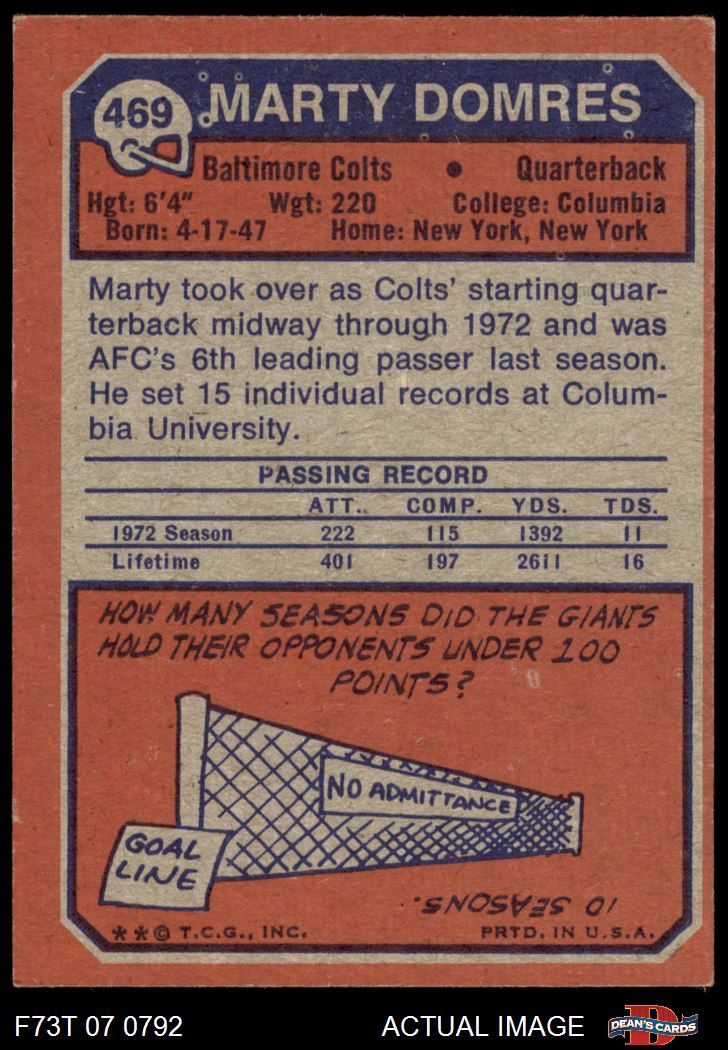 469
MARTY DOMRES
Baltimore Colts • Quarterback
Hgt: 6'4" Wgt: 220 College: Columbia
Born: 4-17-47 Home: New York, New York
Marty took over as Colts' starting quar-
terback midway through 1972 and was
AFC's 6th leading passer last season.
He set 15 individual records at Colum-
bia University.
PASSING RECORD
ATT. COMP. YDS. TDS.
1972 Season 222 115 1392 11
Lifetime 401 197 2611 16
HOW MANY SEASONS DID THE GIANTS
HOLD THEIR OPPONENTS UNDER 100
POINTS?
NO ADMITTANCE
GOAL
LINE
10 SEASONS.
**© T.C.G., INC. PRTD. IN U.S.A.
F73T 07 0792 ACTUAL IMAGE
D
DEAN'S CARDS